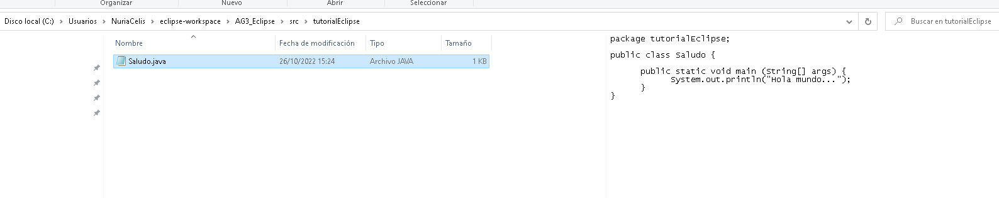 Organizar Nuevo Abrir Seleccionar
Disco local (C:) > Usuarios > NuriaCelis > eclipse-workspace > AG3_Eclipse > src > tutorialEclipse
Buscar en tutorialEclipse
Nombre Fecha de modificación Tipo Tamaño
Saludo.java 26/10/2022 15:24 Archivo JAVA 1 KB
package tutorialEclipse;
public class Saludo {
public static void main (String[] args) {
System.out.println("Hola mundo...");
}
}